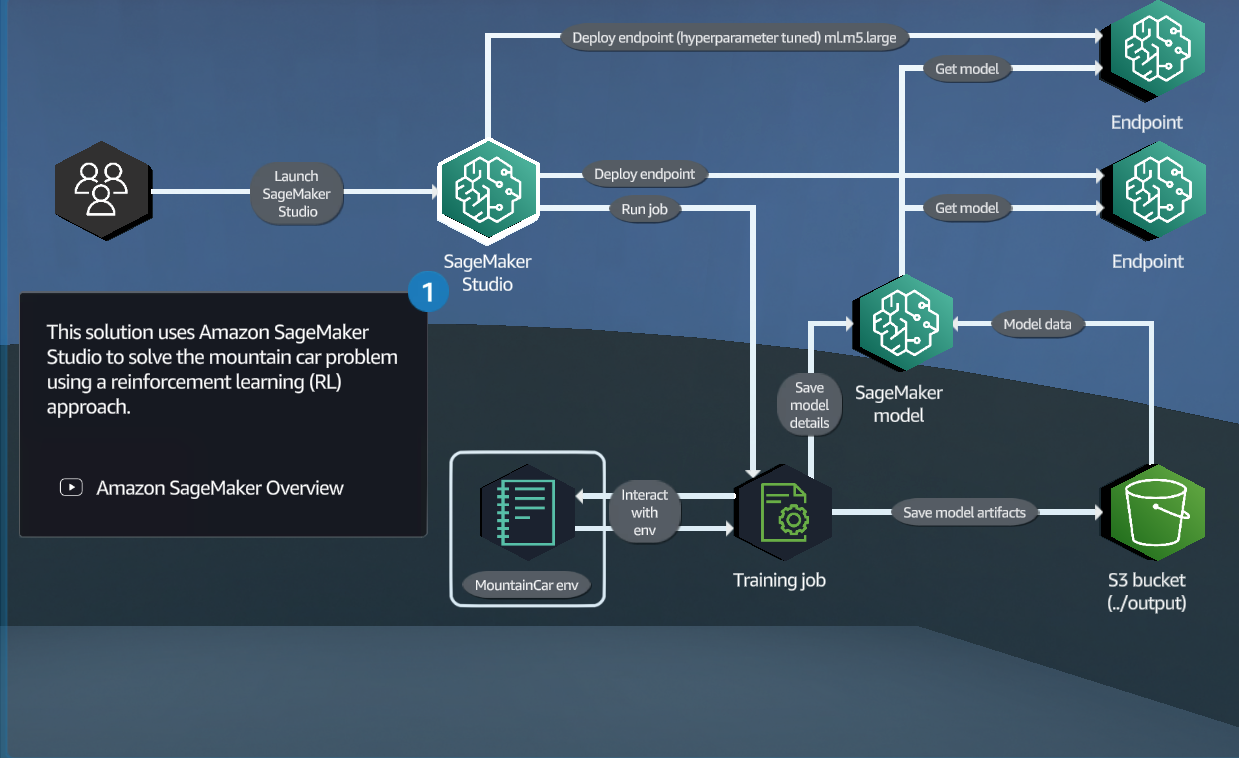 Deploy endpoint (hyperparameter tuned) ml.m5.large
Get model
Endpoint
Launch
SageMaker
Studio
Deploy endpoint
Run job
Get model
SageMaker
Studio
Endpoint
1
This solution uses Amazon SageMaker
Studio to solve the mountain car problem
using a reinforcement learning (RL)
approach.
Amazon SageMaker Overview
Model data
Save
model
details
SageMaker
model
Interact
with
env
Save model artifacts
MountainCar env
Training job
S3 bucket
(../output)